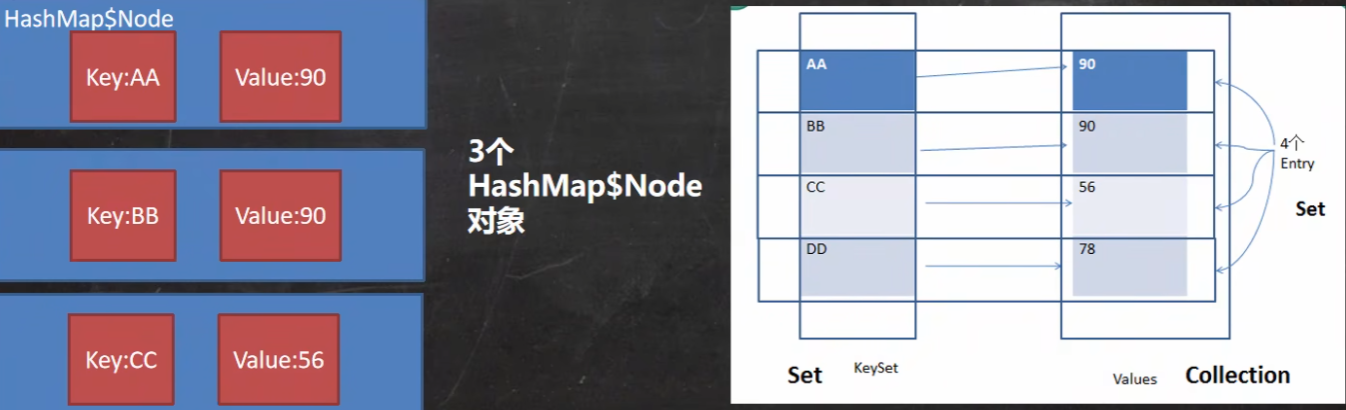 HashMap$Node
Key:AA
Value:90
Key:BB
Value:90
Key:CC
Value:56
3个
HashMap$Node
对象
AA
90
BB
90
CC
56
DD
78
4个
Entry
Set
Set
KeySet
Values
Collection